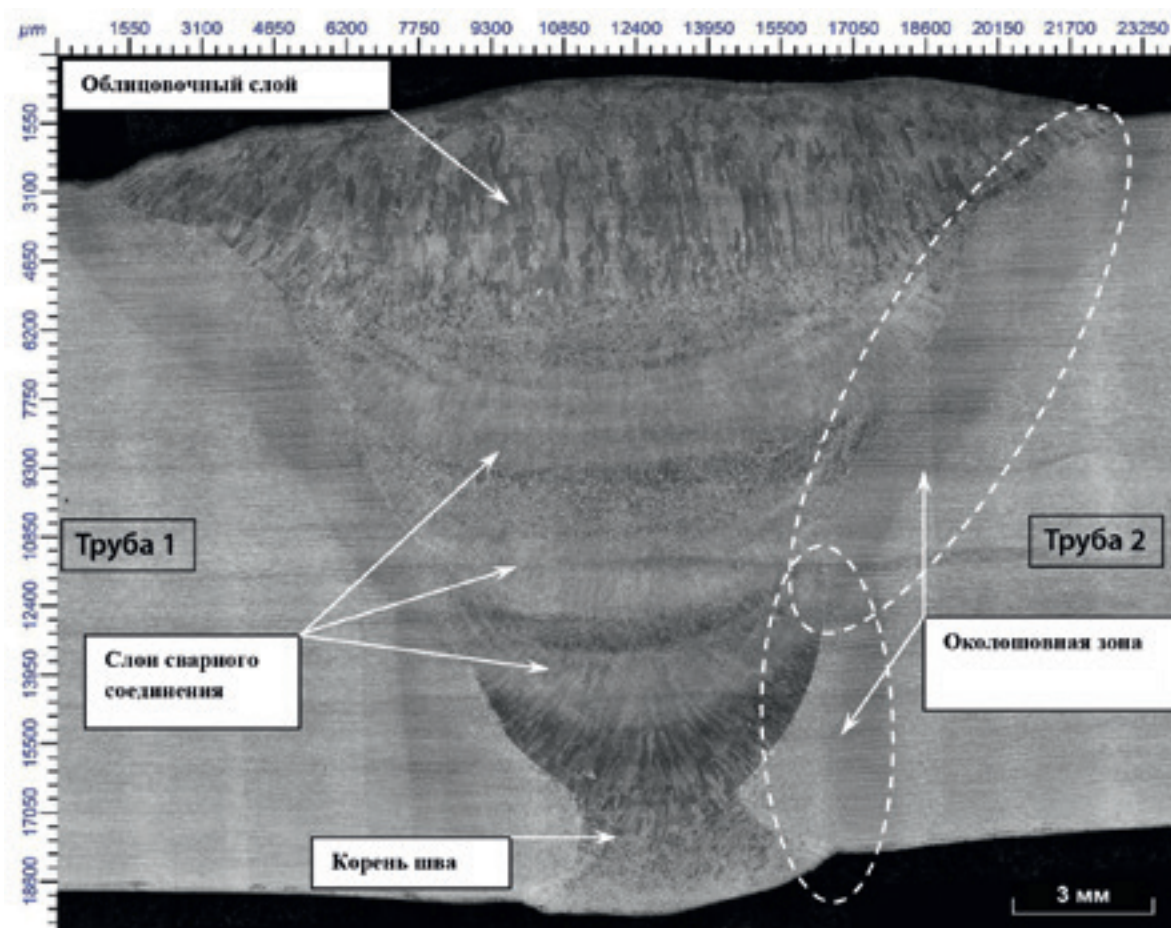 µm 1550 3100 4650 6200 7750 9300 10850 12400 13950 15500 17050 18600 20150 21700 23250
1550
3100
4650
6200
7750
9300
10850
12400
13950
15500
17050
18600
Облицовочный слой
Труба 1
Труба 2
Слои сварного
соединения
Околошовная зона
Корень шва
3 мм